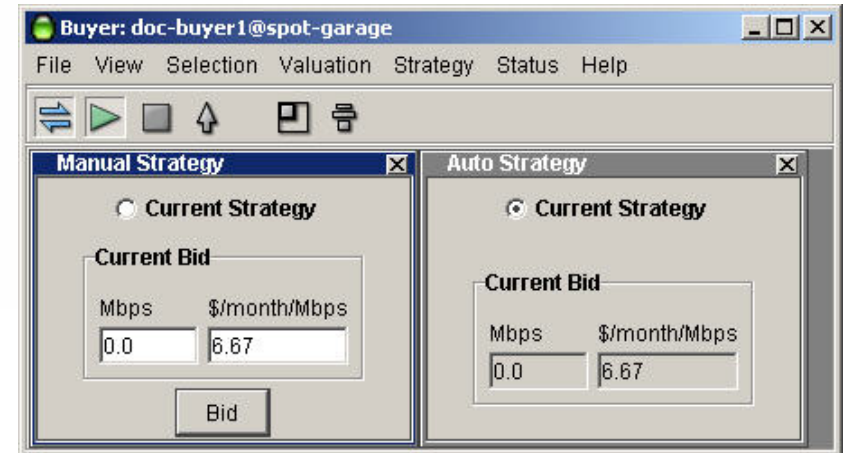 Buyer: doc-buyer1@spot-garage
File View Selection Valuation Strategy Status Help
Manual Strategy
Current Strategy
Current Bid
Mbps $/month/Mbps
0.0 6.67
Bid
Auto Strategy
Current Strategy
Current Bid
Mbps $/month/Mbps
0.0 6.67